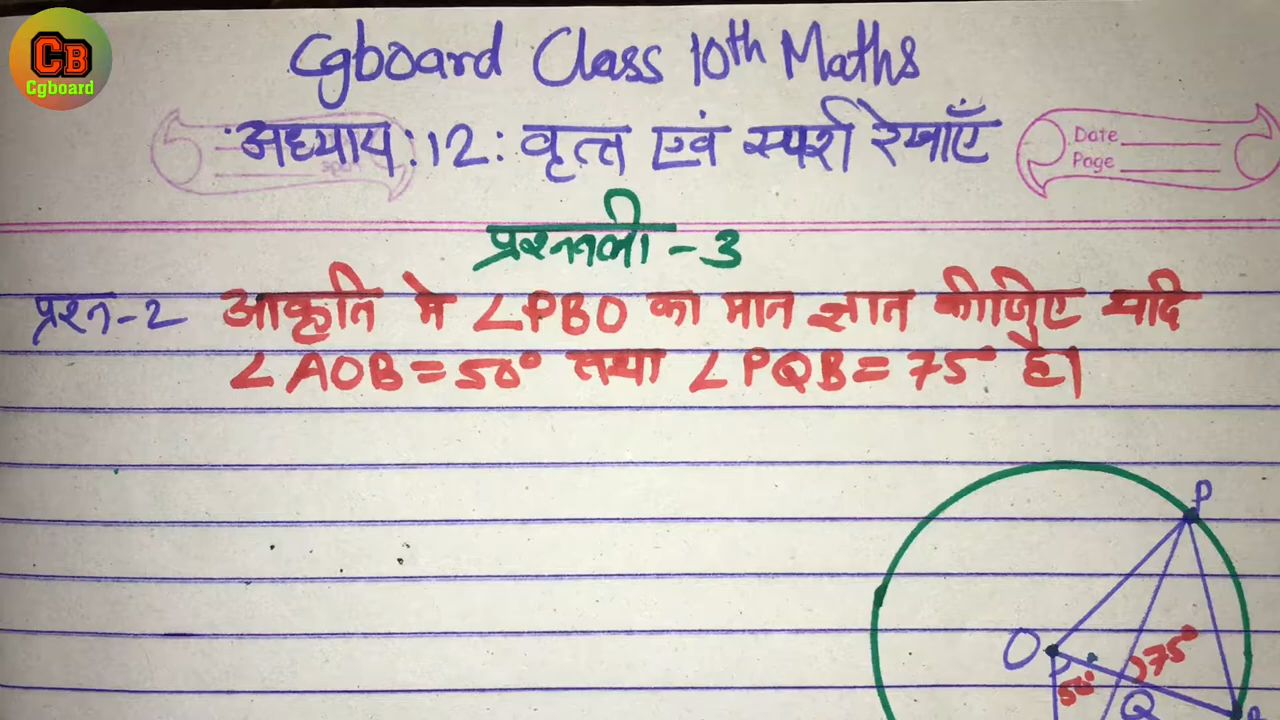 CB
Cgboard
Cgboard Class 10th Maths
अध्याय:12: वृत्त एवं स्पर्श रेखाएँ
Date
Page
प्रश्नावली - 3
प्रश्न-2 आकृति मे ∠PBO का मान ज्ञात कीजिए यदि
∠AOB = 50° तथा ∠PQB = 75° है।
P
O
75°
50°
Q